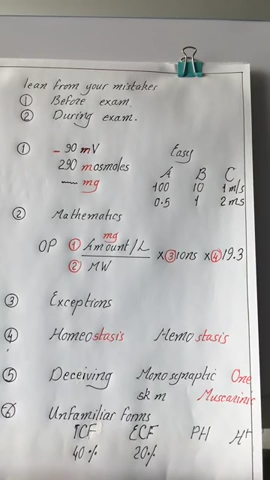 lean from your mistaker
① Before exam.
② During exam.
① - 90 mV Easy
290 mosmoles A B C
— mg 100 10 1 m/s
0.5 1 2 ms
② Mathematics
mg
OP ① Amount/L x ③ ions x ④ 19.3
② MW
③ Exceptions
④ Homeostasis Hemostasis
⑤ Deceiving Monosynaptic One
sk m Muscarinic
⑥ Unfamiliar forms
ICF ECF PH H+
40% 20%